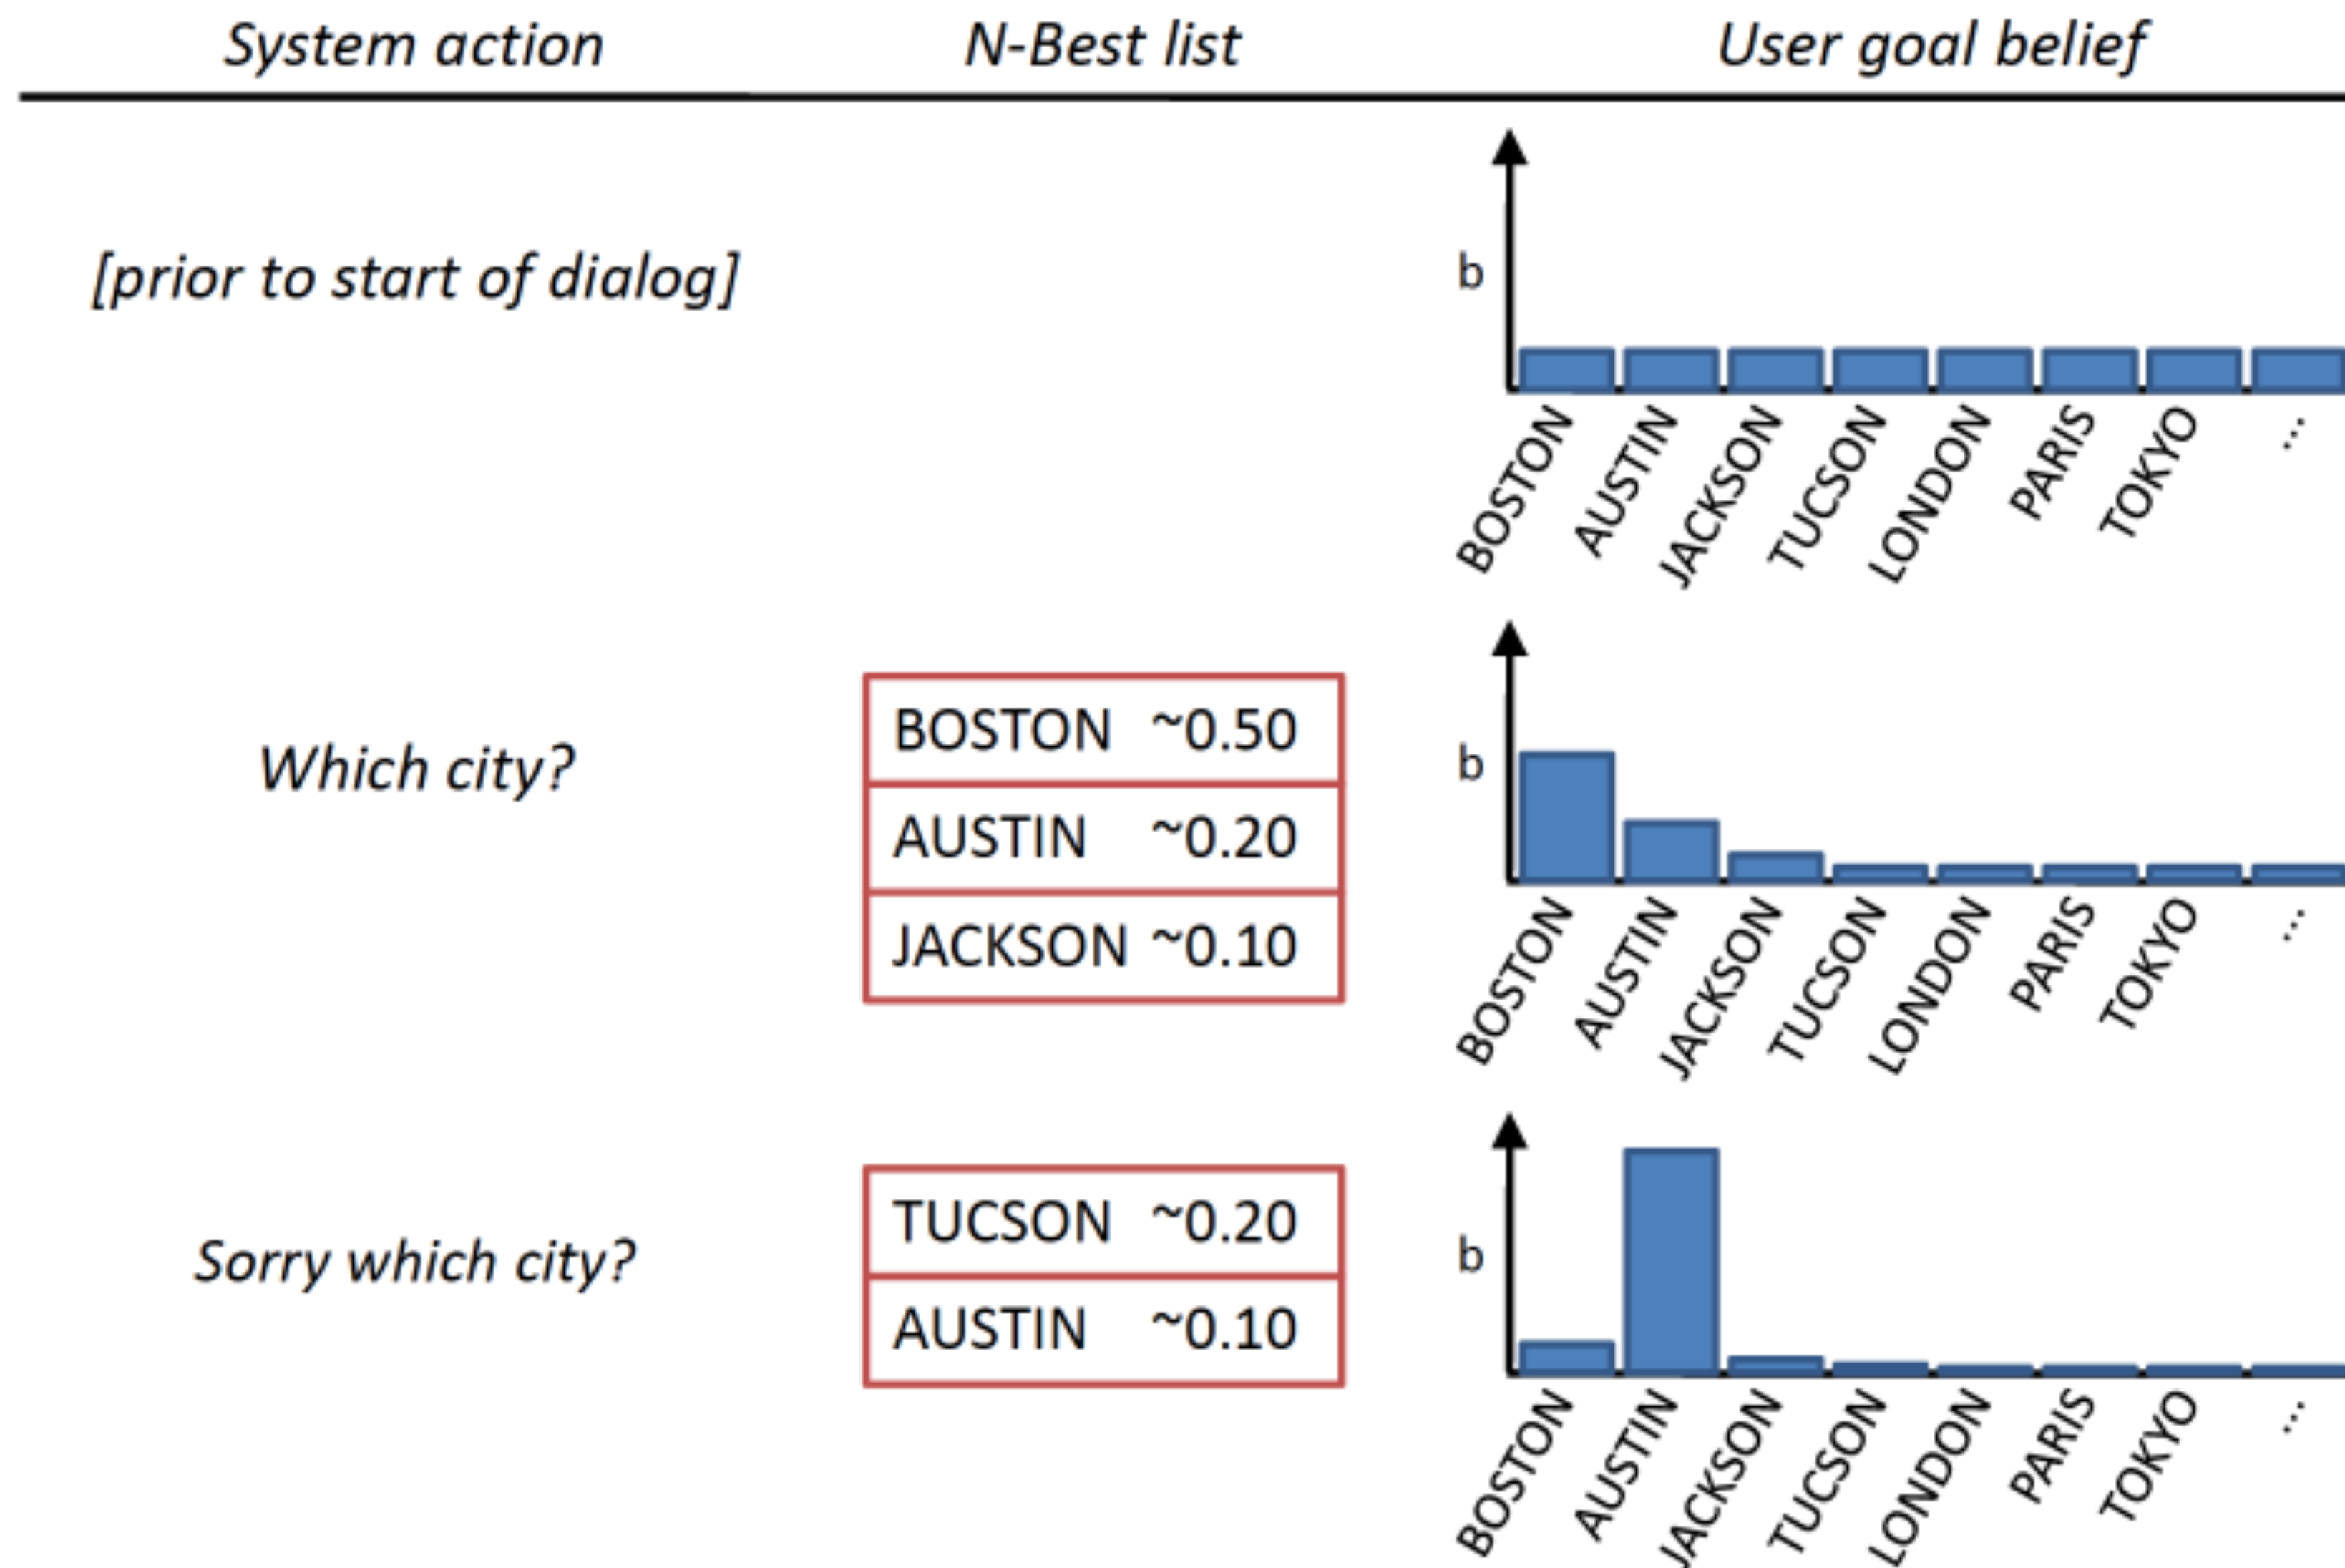 System action N-Best list User goal belief
[prior to start of dialog]
b
BOSTON AUSTIN JACKSON TUCSON LONDON PARIS TOKYO ...
Which city?
BOSTON ~0.50
AUSTIN ~0.20
JACKSON ~0.10
b
BOSTON AUSTIN JACKSON TUCSON LONDON PARIS TOKYO ...
Sorry which city?
TUCSON ~0.20
AUSTIN ~0.10
b
BOSTON AUSTIN JACKSON TUCSON LONDON PARIS TOKYO ...